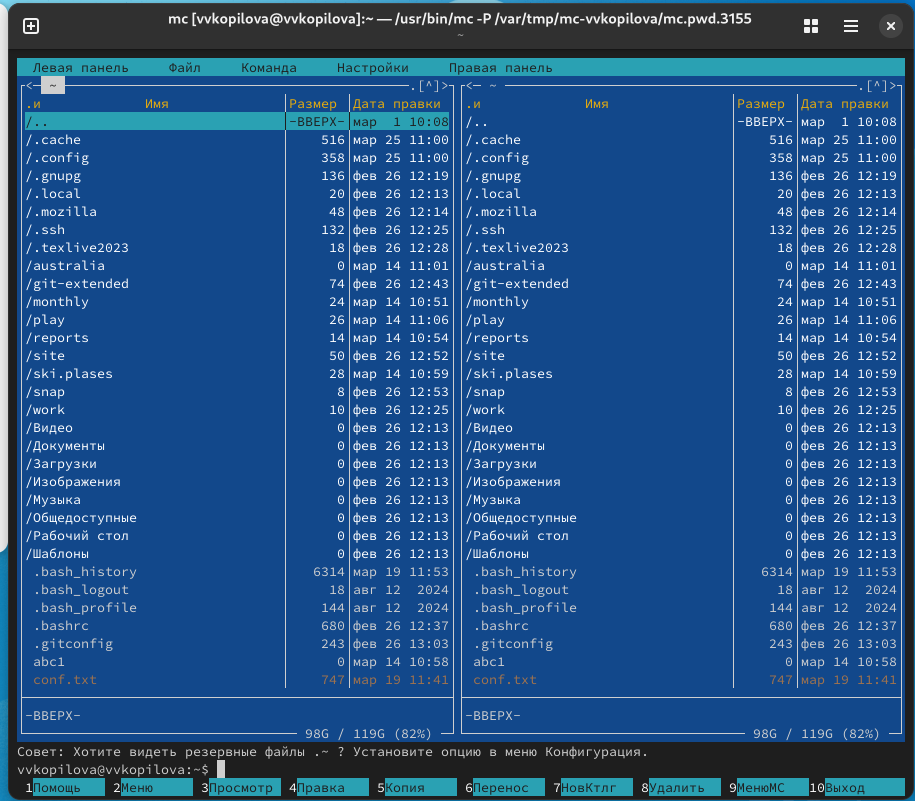 mc [vvkopilova@vvkopilova]:~ — /usr/bin/mc -P /var/tmp/mc-vvkopilova/mc.pwd.3155
~
Левая панель Файл Команда Настройки Правая панель
<─ ~ .[^]> <─ ~ .[^]>
.и Имя Размер Дата правки .и Имя Размер Дата правки
/.. -ВВЕРХ- мар 1 10:08 /.. -ВВЕРХ- мар 1 10:08
/.cache 516 мар 25 11:00 /.cache 516 мар 25 11:00
/.config 358 мар 25 11:00 /.config 358 мар 25 11:00
/.gnupg 136 фев 26 12:19 /.gnupg 136 фев 26 12:19
/.local 20 фев 26 12:13 /.local 20 фев 26 12:13
/.mozilla 48 фев 26 12:14 /.mozilla 48 фев 26 12:14
/.ssh 132 фев 26 12:25 /.ssh 132 фев 26 12:25
/.texlive2023 18 фев 26 12:28 /.texlive2023 18 фев 26 12:28
/australia 0 мар 14 11:01 /australia 0 мар 14 11:01
/git-extended 74 фев 26 12:43 /git-extended 74 фев 26 12:43
/monthly 24 мар 14 10:51 /monthly 24 мар 14 10:51
/play 26 мар 14 11:06 /play 26 мар 14 11:06
/reports 14 мар 14 10:54 /reports 14 мар 14 10:54
/site 50 фев 26 12:52 /site 50 фев 26 12:52
/ski.plases 28 мар 14 10:59 /ski.plases 28 мар 14 10:59
/snap 8 фев 26 12:53 /snap 8 фев 26 12:53
/work 10 фев 26 12:25 /work 10 фев 26 12:25
/Видео 0 фев 26 12:13 /Видео 0 фев 26 12:13
/Документы 0 фев 26 12:13 /Документы 0 фев 26 12:13
/Загрузки 0 фев 26 12:13 /Загрузки 0 фев 26 12:13
/Изображения 0 фев 26 12:13 /Изображения 0 фев 26 12:13
/Музыка 0 фев 26 12:13 /Музыка 0 фев 26 12:13
/Общедоступные 0 фев 26 12:13 /Общедоступные 0 фев 26 12:13
/Рабочий стол 0 фев 26 12:13 /Рабочий стол 0 фев 26 12:13
/Шаблоны 0 фев 26 12:13 /Шаблоны 0 фев 26 12:13
.bash_history 6314 мар 19 11:53 .bash_history 6314 мар 19 11:53
.bash_logout 18 авг 12 2024 .bash_logout 18 авг 12 2024
.bash_profile 144 авг 12 2024 .bash_profile 144 авг 12 2024
.bashrc 680 фев 26 12:37 .bashrc 680 фев 26 12:37
.gitconfig 243 фев 26 13:03 .gitconfig 243 фев 26 13:03
abc1 0 мар 14 10:58 abc1 0 мар 14 10:58
conf.txt 747 мар 19 11:41 conf.txt 747 мар 19 11:41
-ВВЕРХ- -ВВЕРХ-
98G / 119G (82%) 98G / 119G (82%)
Совет: Хотите видеть резервные файлы .~ ? Установите опцию в меню Конфигурация.
vvkopilova@vvkopilova:~$
1Помощь 2Меню 3Просмотр 4Правка 5Копия 6Перенос 7НовКтлг 8Удалить 9МенюMC 10Выход